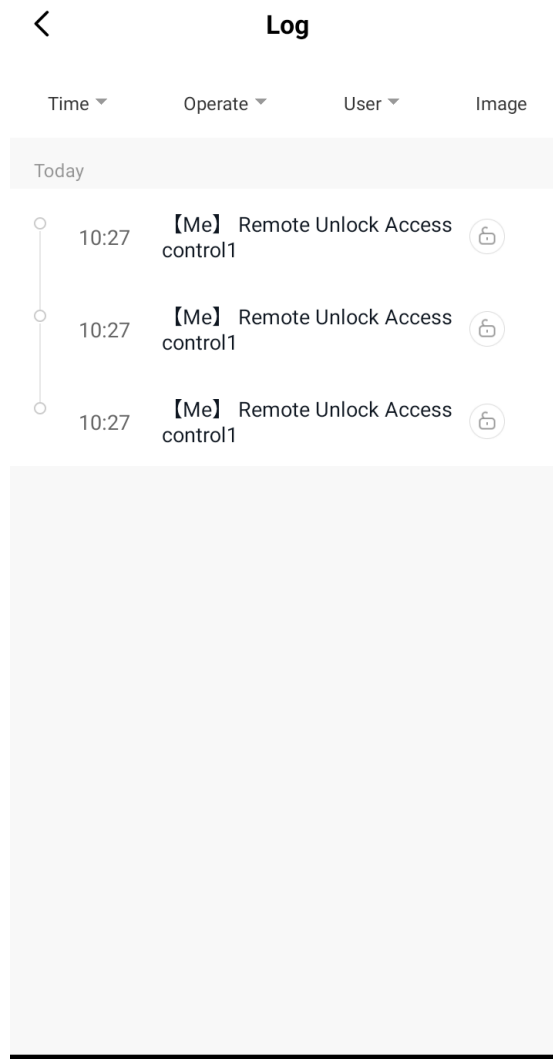 Log
Time Operate User Image
Today
10:27 【Me】 Remote Unlock Access
control1
10:27 【Me】 Remote Unlock Access
control1
10:27 【Me】 Remote Unlock Access
control1